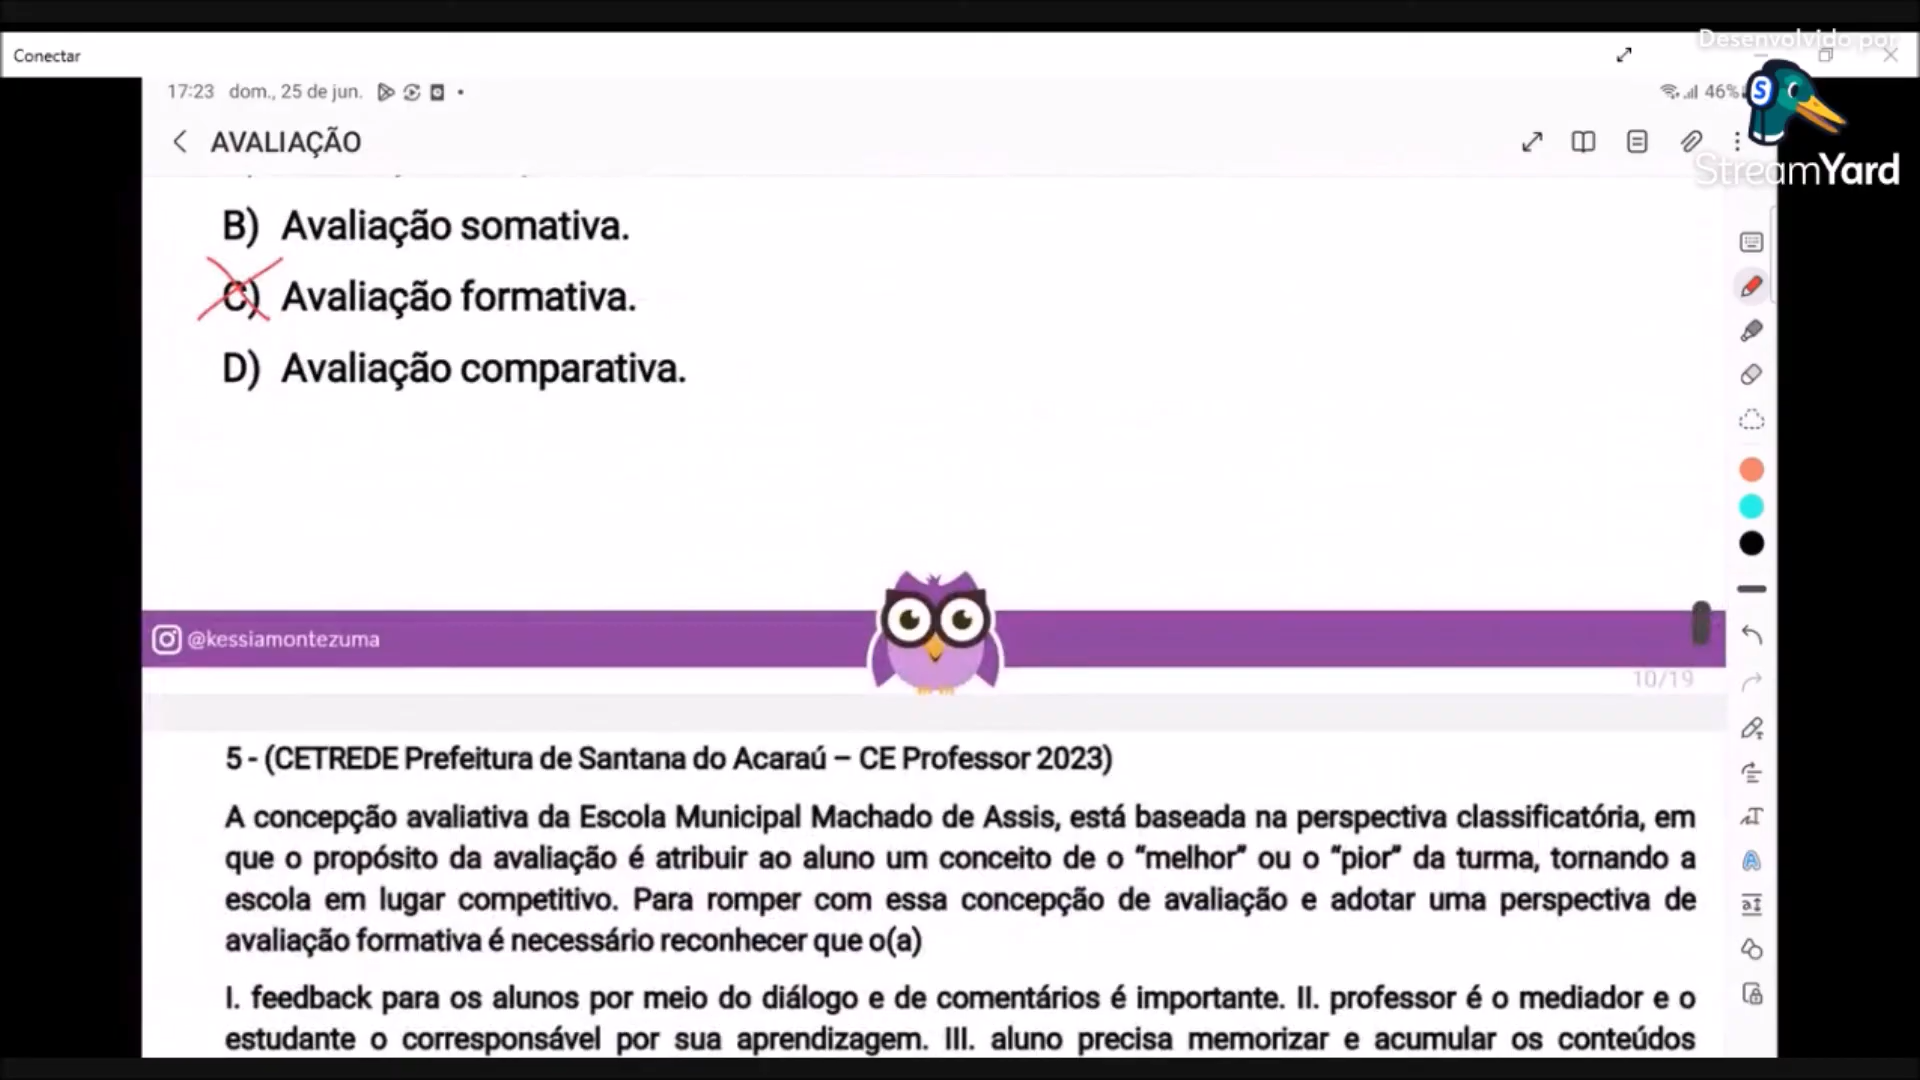 Desenvolvido por
Conectar
17:23 dom., 25 de jun.
46%
AVALIAÇÃO
StreamYard
B) Avaliação somativa.
C) Avaliação formativa.
D) Avaliação comparativa.
@kessiamontezuma
10/19
5 - (CETREDE Prefeitura de Santana do Acaraú – CE Professor 2023)
A concepção avaliativa da Escola Municipal Machado de Assis, está baseada na perspectiva classificatória, em
que o propósito da avaliação é atribuir ao aluno um conceito de o “melhor” ou o “pior” da turma, tornando a
escola em lugar competitivo. Para romper com essa concepção de avaliação e adotar uma perspectiva de
avaliação formativa é necessário reconhecer que o(a)
I. feedback para os alunos por meio do diálogo e de comentários é importante. II. professor é o mediador e o
estudante o corresponsável por sua aprendizagem. III. aluno precisa memorizar e acumular os conteúdos